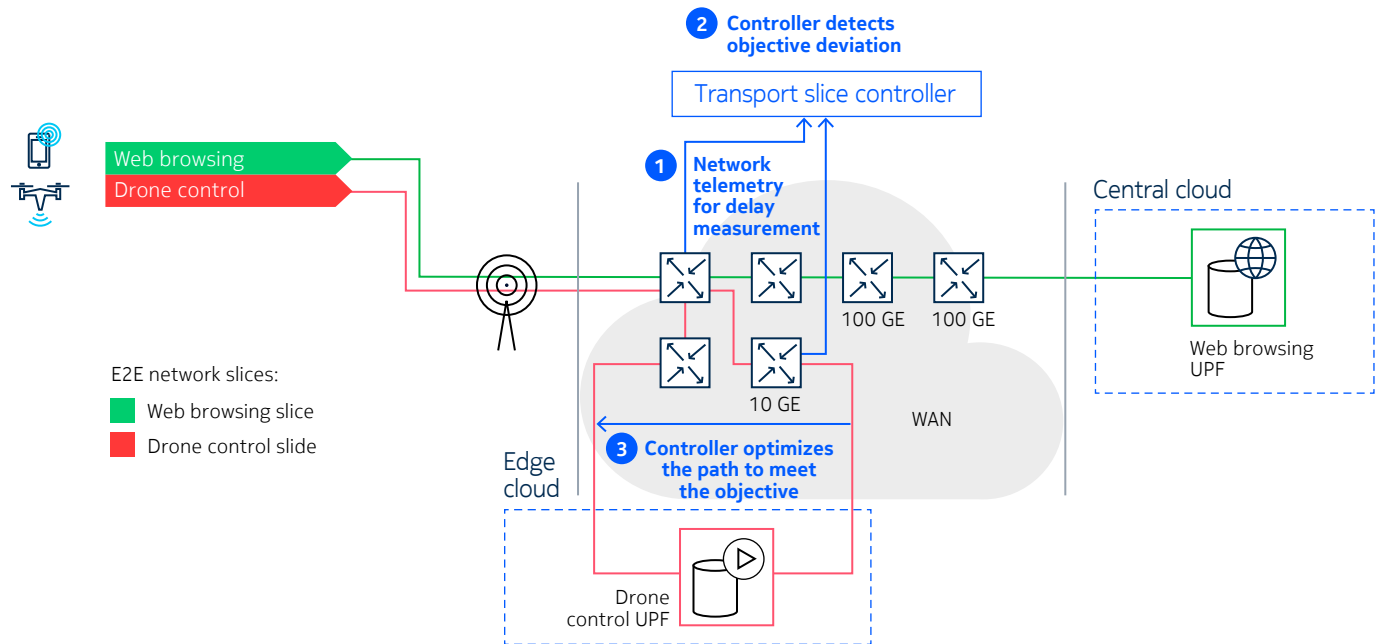 2
Controller detects
objective deviation
Transport slice controller
Web browsing
Drone control
1
Network
telemetry
for delay
measurement
Central cloud
100 GE
100 GE
Web browsing
UPF
E2E network slices:
Web browsing slice
Drone control slide
10 GE
WAN
3
Controller optimizes
the path to meet
the objective
Edge
cloud
Drone
control UPF